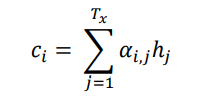 $c_i = \sum_{j=1}^{T_x} \alpha_{i,j} h_j$